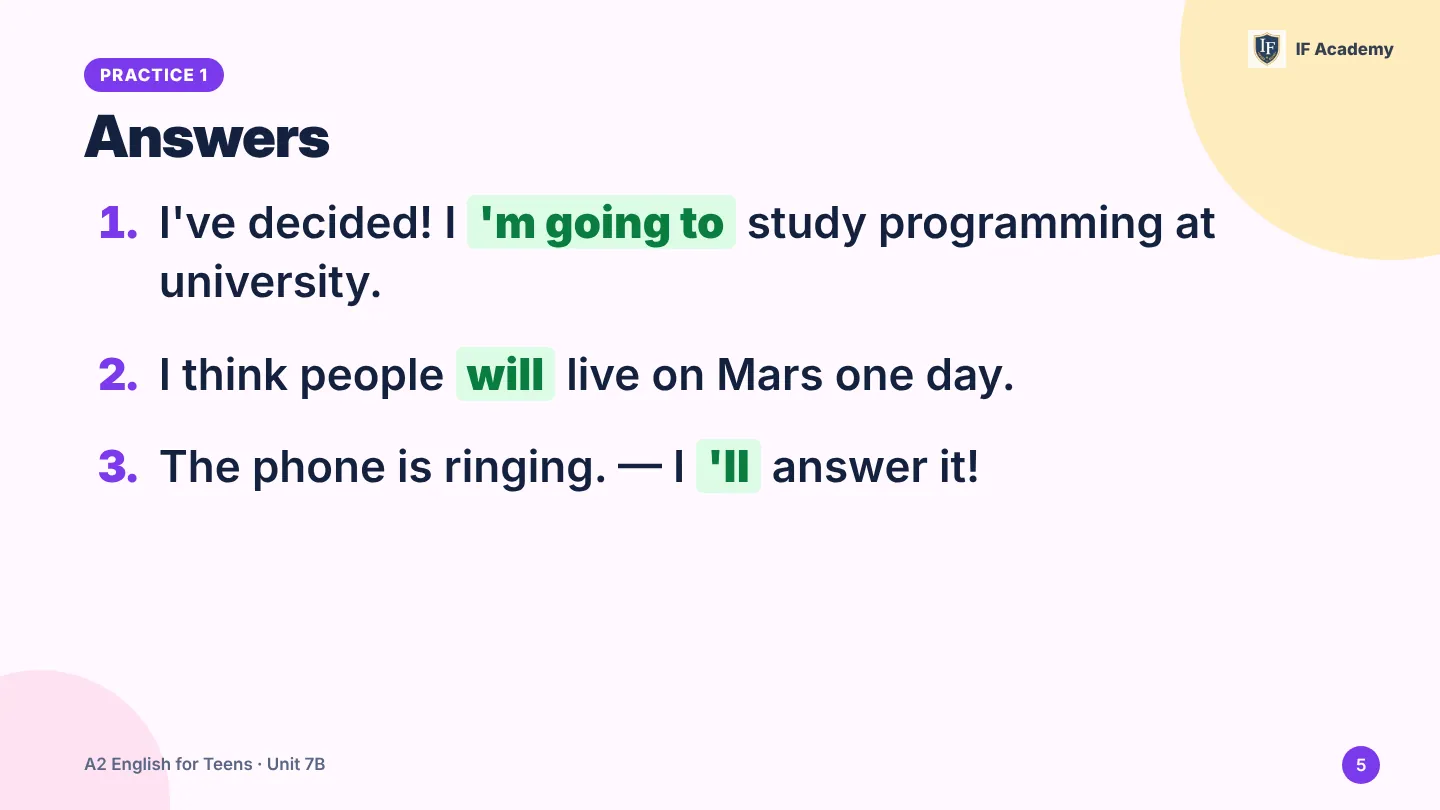 IF Academy
PRACTICE 1
Answers
1. I've decided! I 'm going to study programming at
university.
2. I think people will live on Mars one day.
3. The phone is ringing. — I 'll answer it!
A2 English for Teens · Unit 7B
5